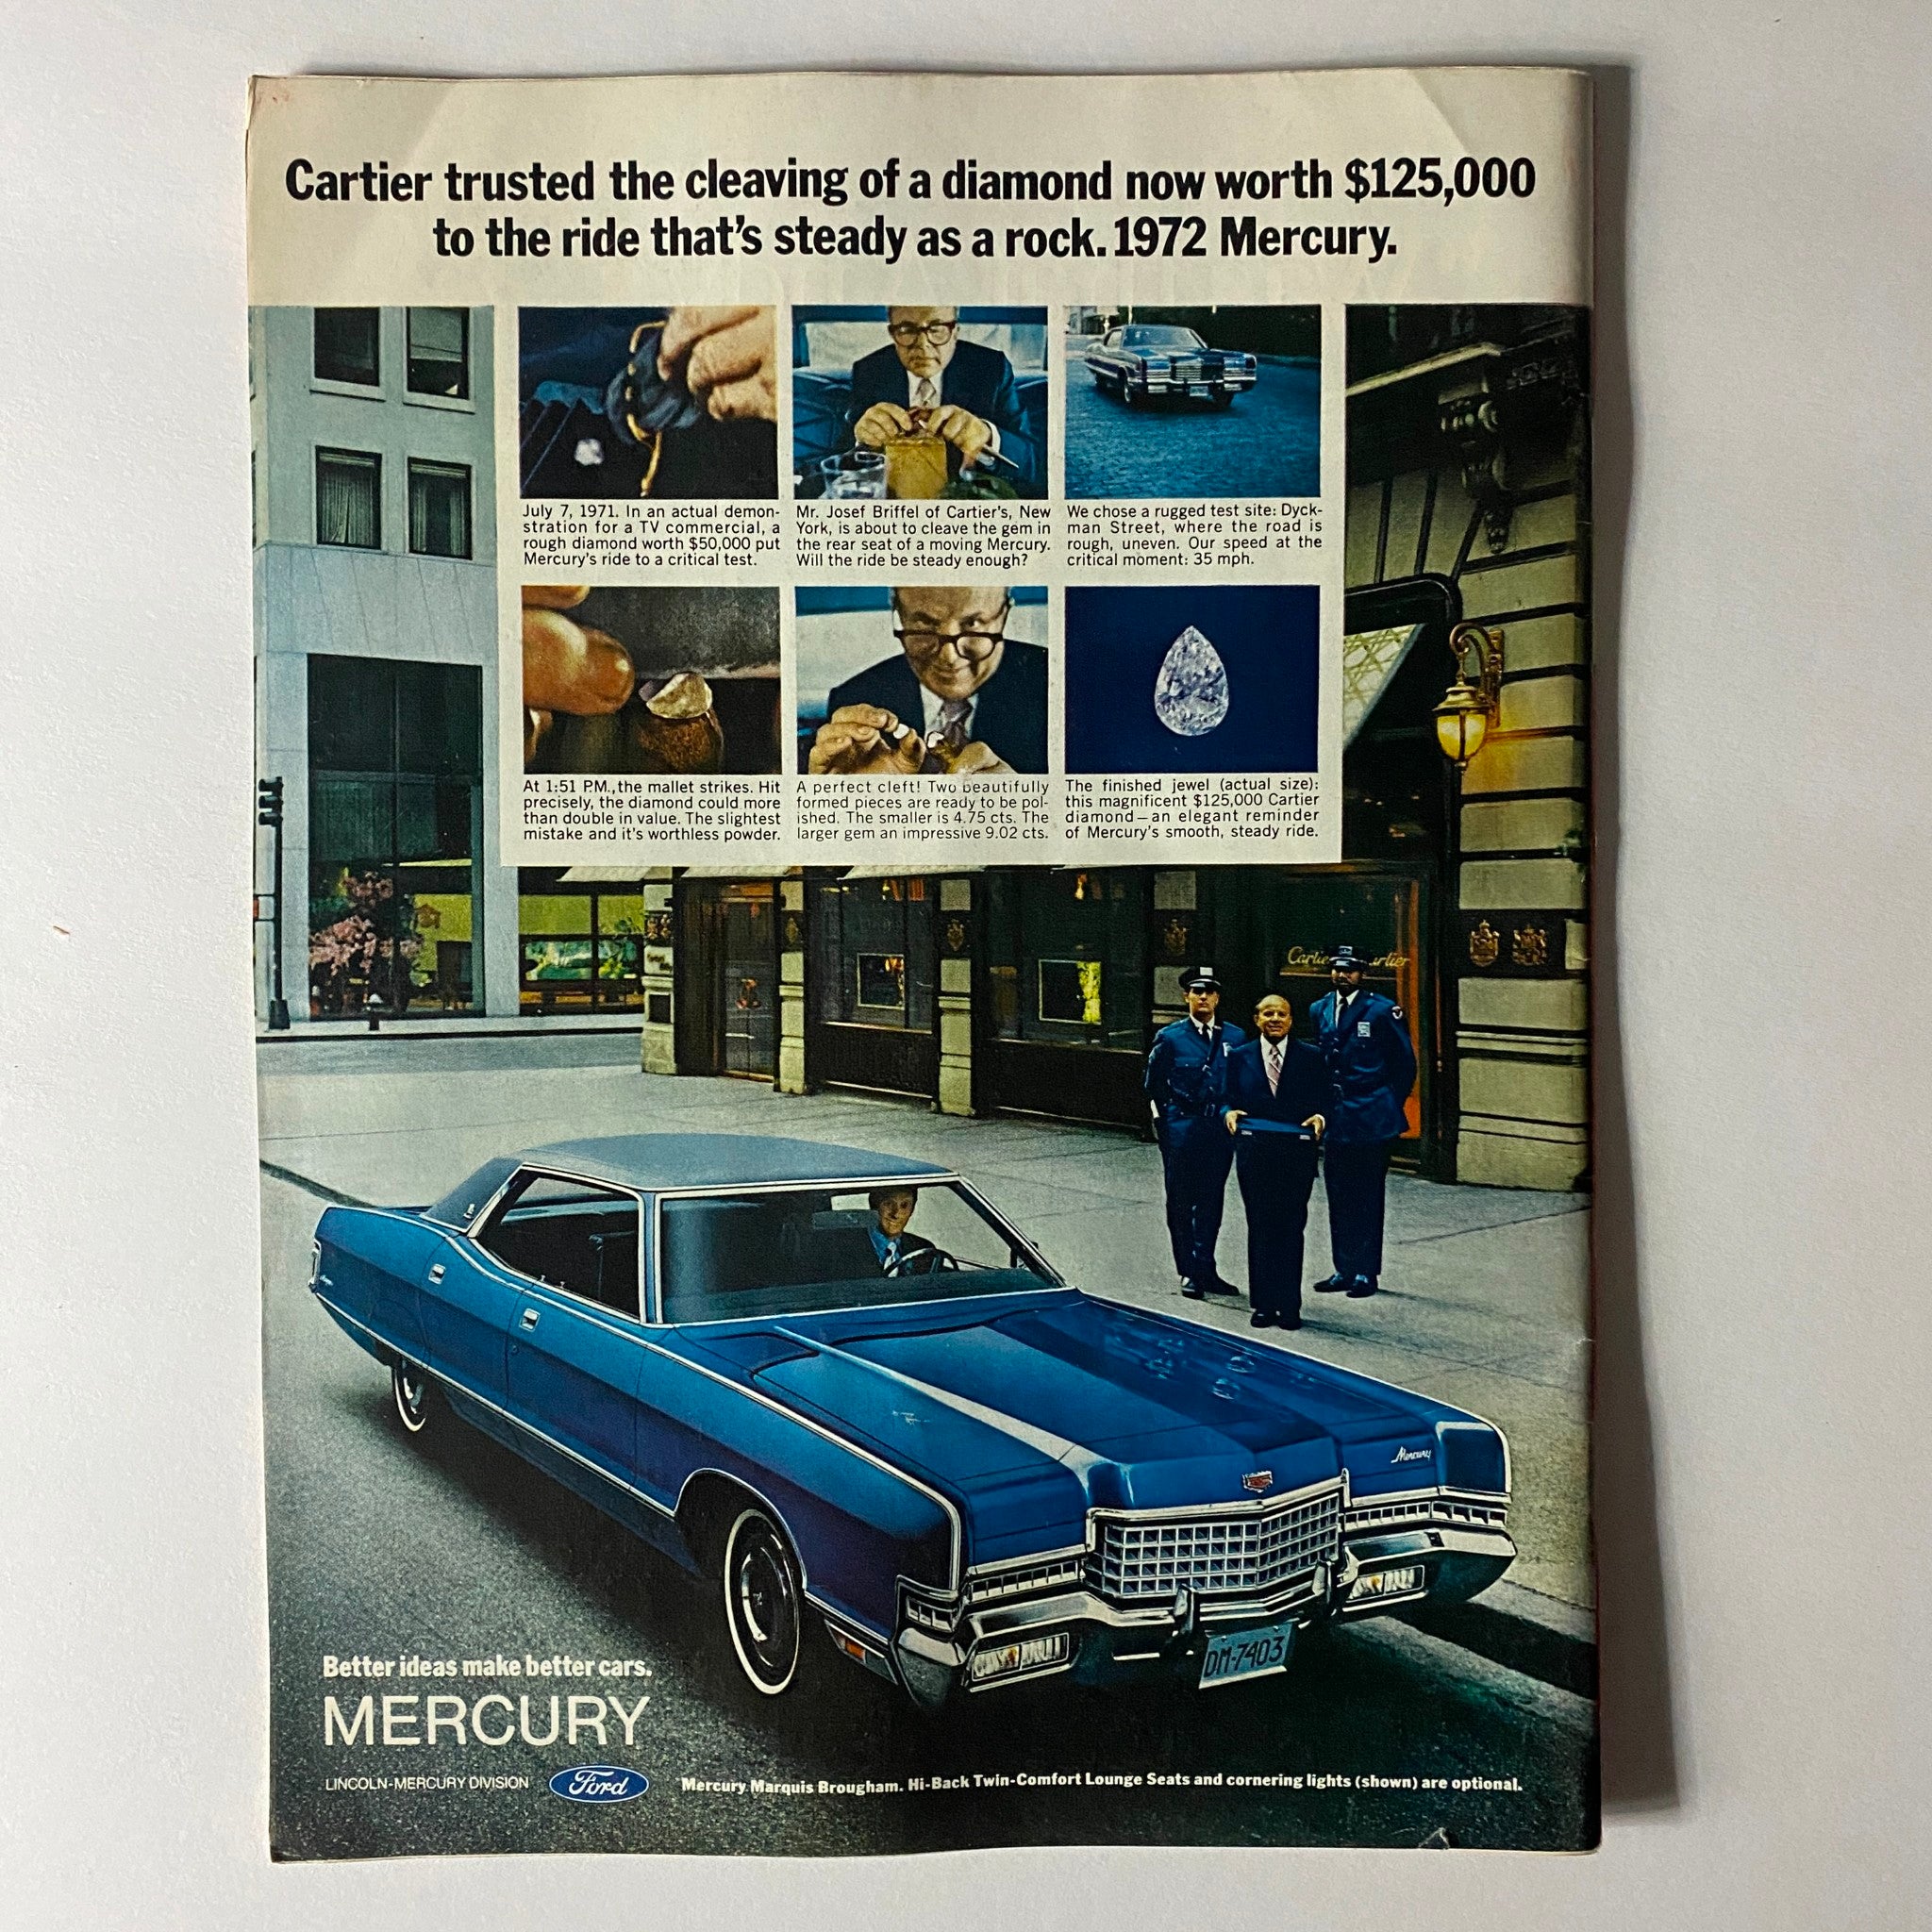 Cartier trusted the cleaving of a diamond now worth $125,000
to the ride that's steady as a rock. 1972 Mercury.
July 7, 1971. In an actual demon-
stration for a TV commercial, a
rough diamond worth $50,000 put
Mercury's ride to a critical test.
Mr. Josef Briffel of Cartier's, New
York, is about to cleave the gem in
the rear seat of a moving Mercury.
Will the ride be steady enough?
We chose a rugged test site: Dyck-
man Street, where the road is
rough, uneven. Our speed at the
critical moment: 35 mph.
At 1:51 P.M., the mallet strikes. Hit
precisely, the diamond could more
than double in value. The slightest
mistake and it's worthless powder.
A perfect cleft! Two beautifully
formed pieces are ready to be pol-
ished. The smaller is 4.75 cts. The
larger gem an impressive 9.02 cts.
The finished jewel (actual size):
this magnificent $125,000 Cartier
diamond—an elegant reminder
of Mercury's smooth, steady ride.
Mercury
DM-7403
Better ideas make better cars.
MERCURY
LINCOLN-MERCURY DIVISION
Ford
Mercury Marquis Brougham. Hi-Back Twin-Comfort Lounge Seats and cornering lights (shown) are optional.